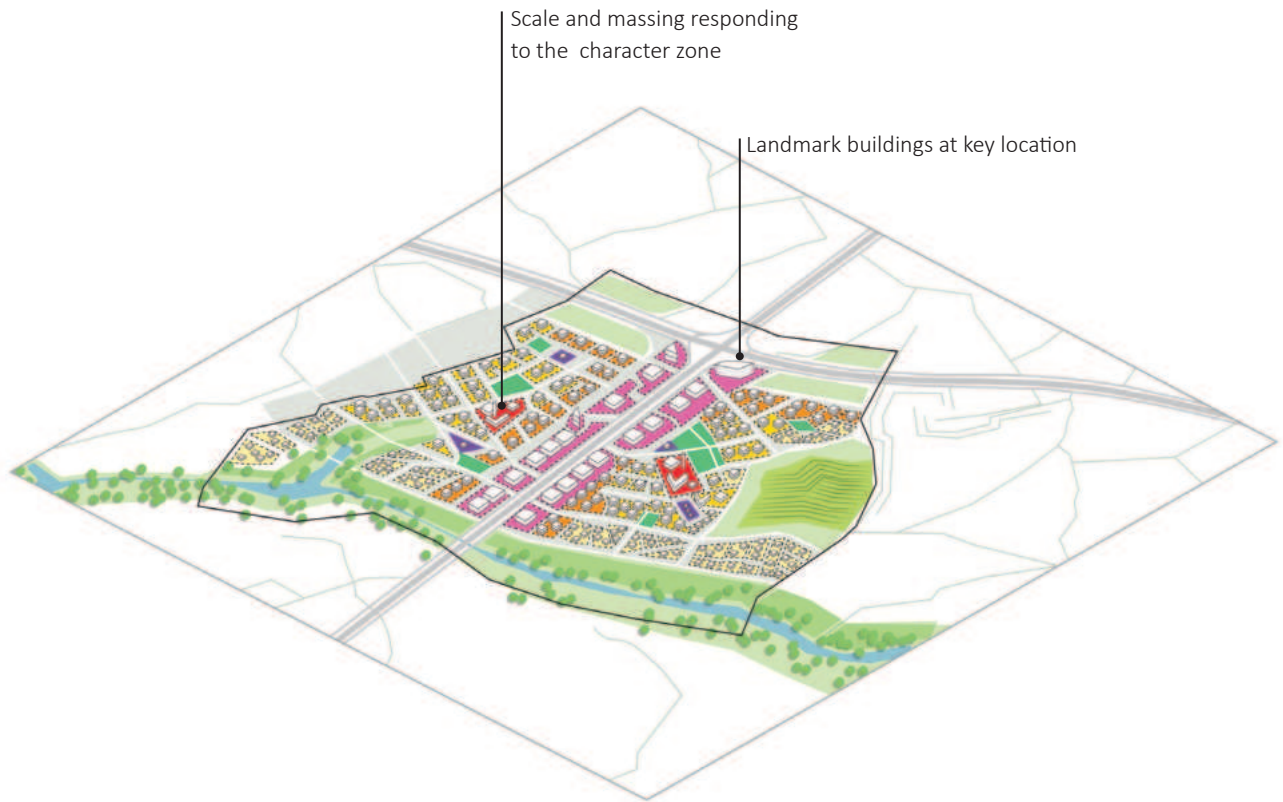 Scale and massing responding
to the  character zone
Landmark buildings at key location